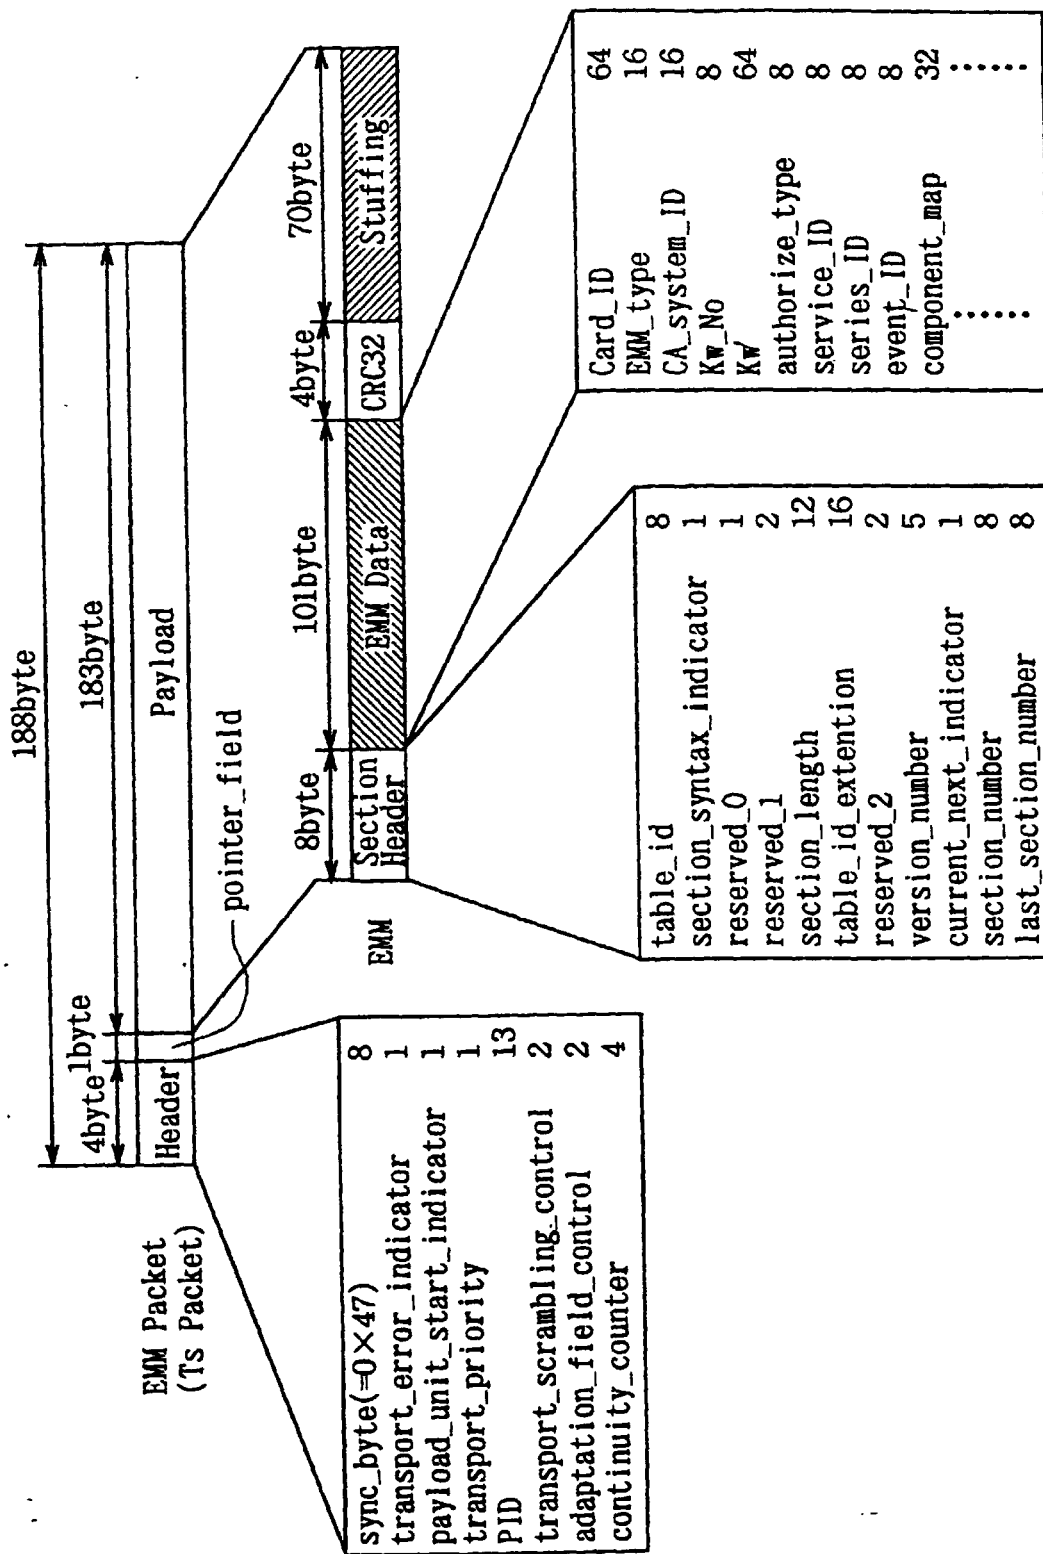 188byte
4byte 1byte 183byte
EMM Packet
(Ts Packet)
Header Payload
pointer_field
8byte 101byte 4byte 70byte
EMM
Section
Header
EMM Data
CRC32
Stuffing
sync_byte(=0×47) 8
transport_error_indicator 1
payload_unit_start_indicator 1
transport_priority 1
PID 13
transport_scrambling_control 2
adaptation_field_control 2
continuity_counter 4
table_id 8
section_syntax_indicator 1
reserved_0 1
reserved_1 2
section_length 12
table_id_extention 16
reserved_2 2
version_number 5
current_next_indicator 1
section_number 8
last_section_number 8
Card_ID 64
EMM_type 16
CA_system_ID 16
Kw_No 8
Kw 64
authorize_type 8
service_ID 8
series_ID 8
event_ID 8
component_map 32
...... ......